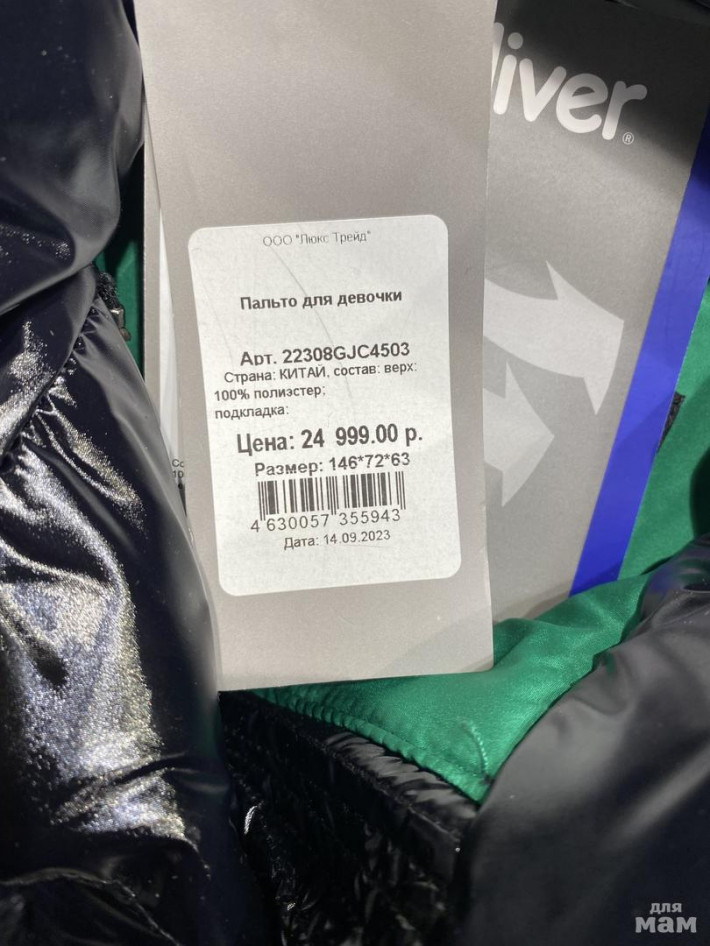 liver®
ООО "Люкс Трейд"
Пальто для девочки
Арт. 22308GJC4503
Страна: КИТАЙ, состав: верх:
100% полиэстер;
подкладка:
Цена: 24 999.00 р.
Размер: 146*72*63
4 630057 355943
Дата: 14.09.2023
для
мам